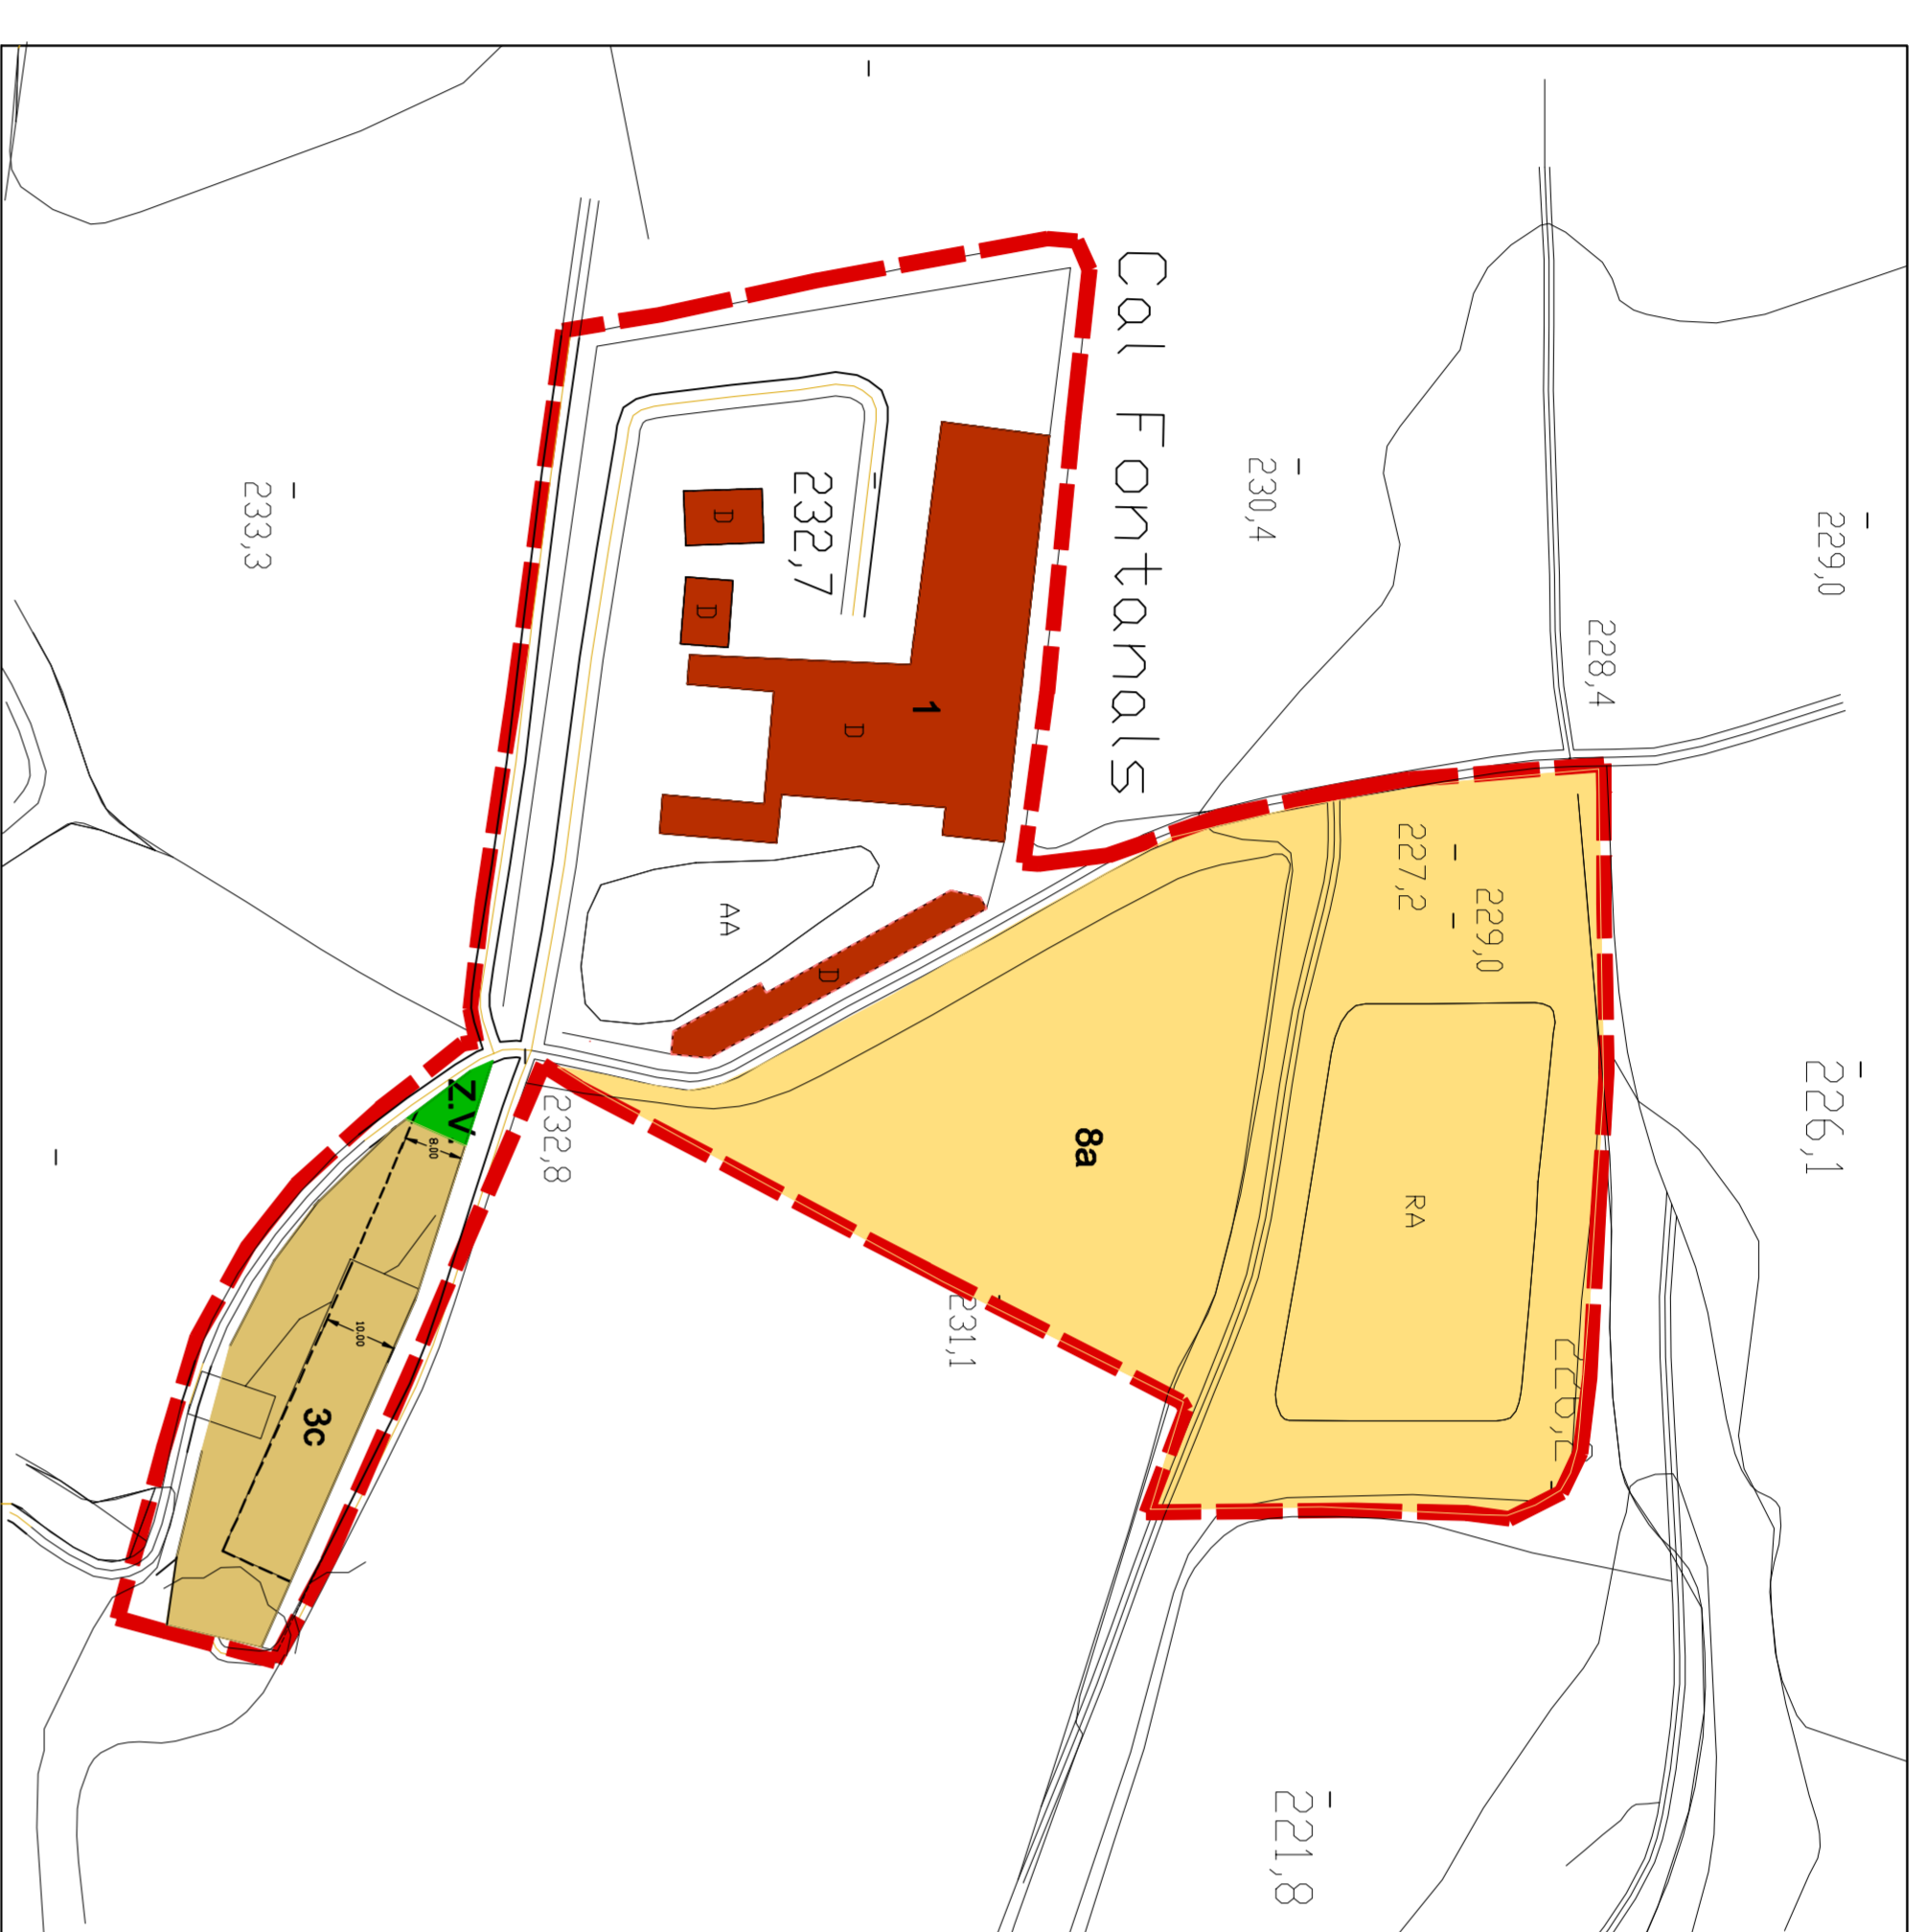 Cal Fontanals
229,0
230,4
228,4
233,3
232,7
D
D
1
D
227,2
229,0
AA
D
226,1
Z.V.
8.00
232,8
8a
RA
231,1
10.00
3c
221,8